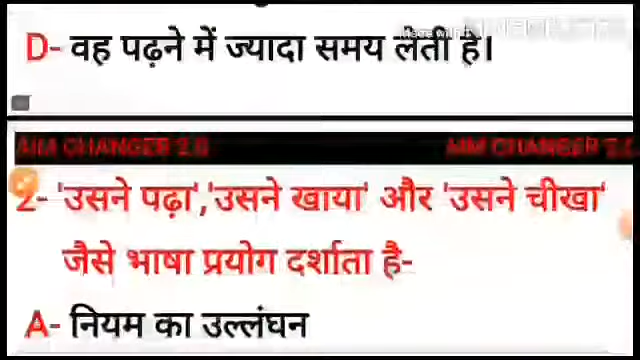 D- वह पढ़ने में ज्यादा समय लेती है।
AIM CHANGER 2.0
AIM CHANGER 2.0
2- 'उसने पढ़ा','उसने खाया' और 'उसने चीखा'
जैसे भाषा प्रयोग दर्शाता है-
A- नियम का उल्लंघन